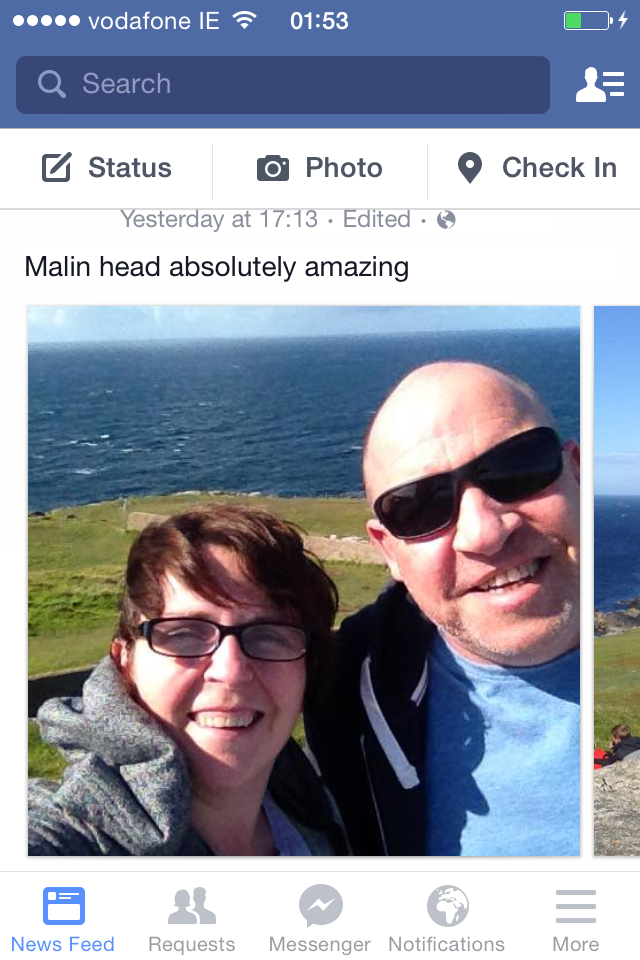 vodafone IE 01:53
Search
Status Photo Check In
Yesterday at 17:13 · Edited ·
Malin head absolutely amazing
News Feed Requests Messenger Notifications More